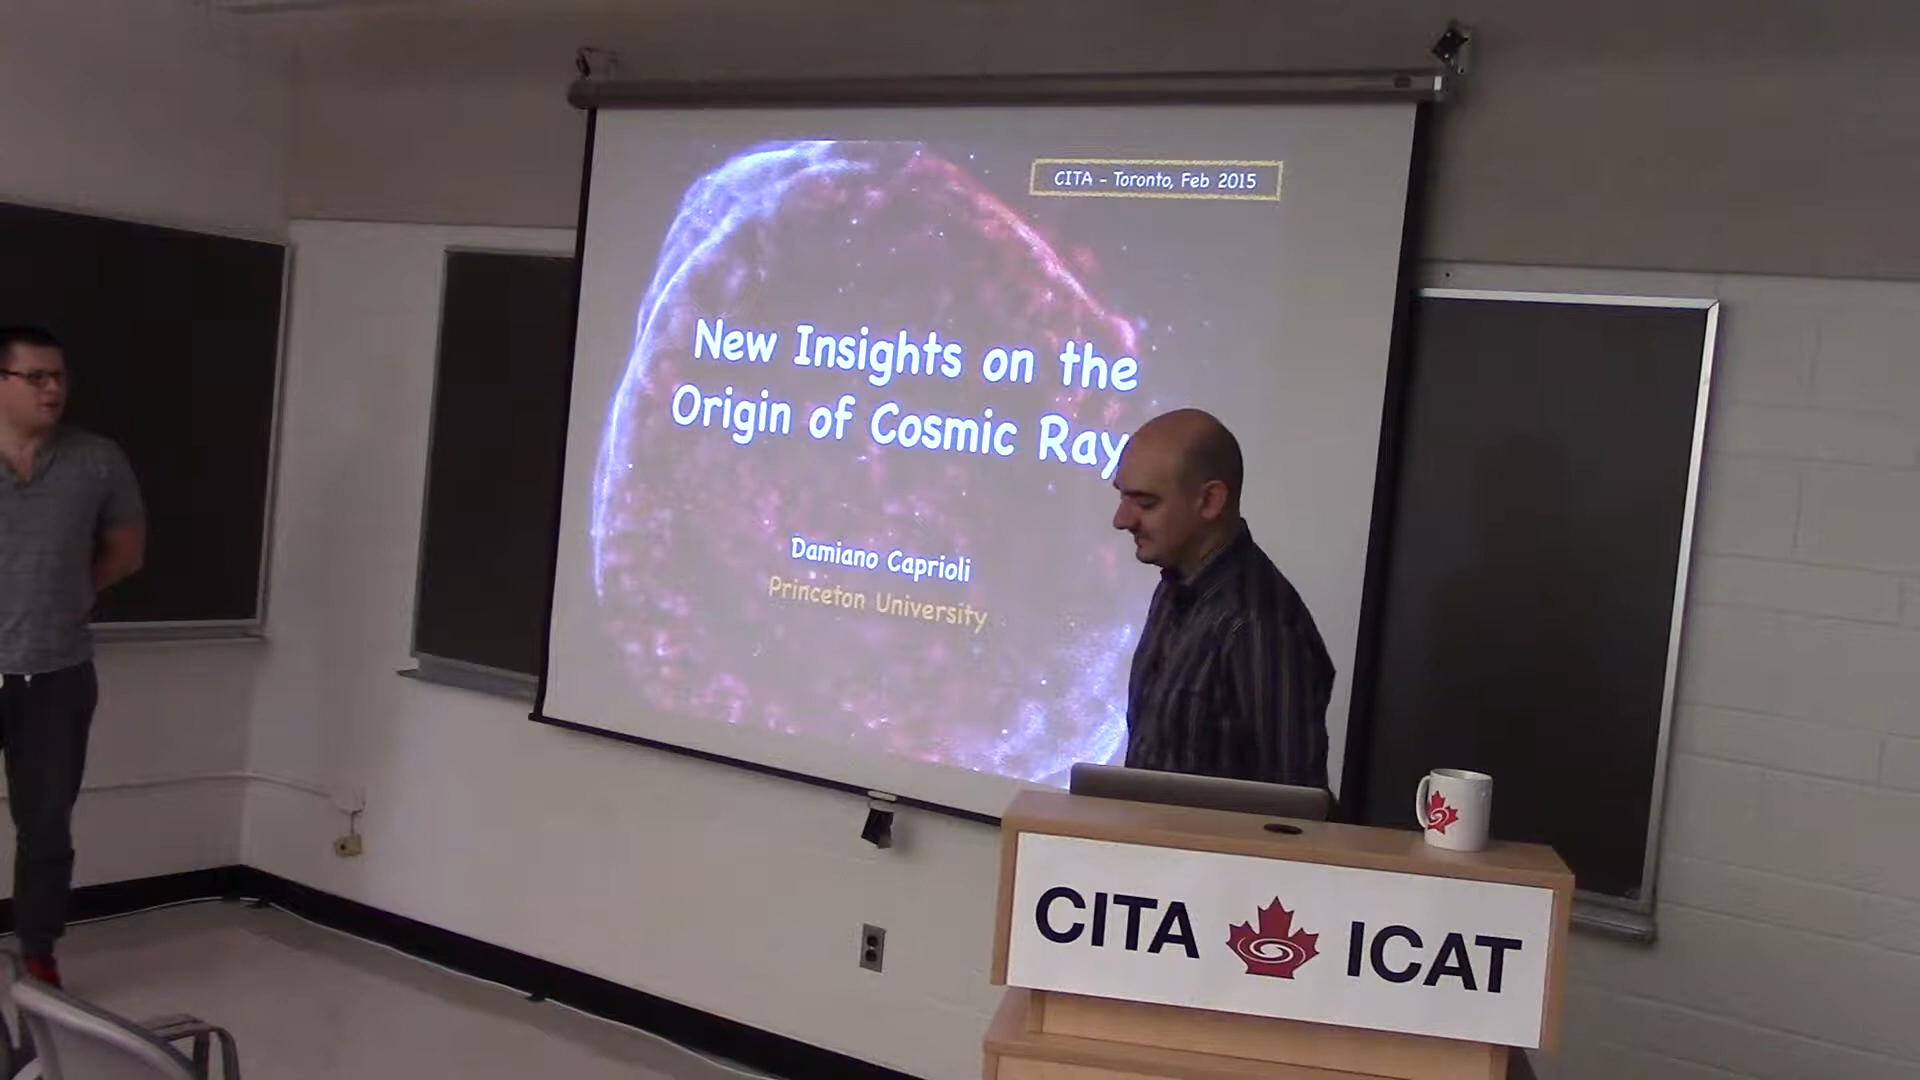 CITA - Toronto, Feb 2015
New Insights on the
Origin of Cosmic Ray
Damiano Caprioli
Princeton University
CITA ICAT